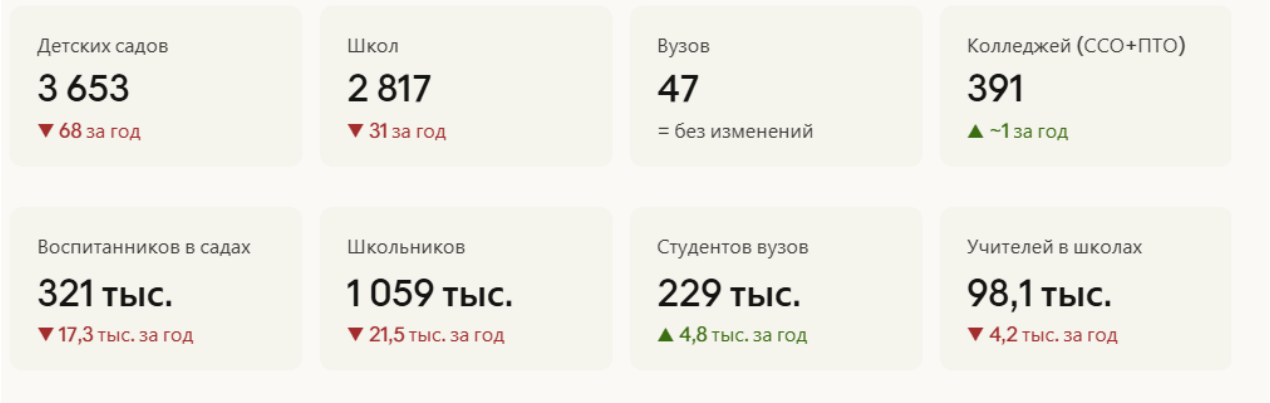 Детских садов
3 653
▼ 68 за год
Школ
2 817
▼ 31 за год
Вузов
47
= без изменений
Колледжей (ССО+ПТО)
391
▲ ~1 за год
Воспитанников в садах
321 тыс.
▼ 17,3 тыс. за год
Школьников
1 059 тыс.
▼ 21,5 тыс. за год
Студентов вузов
229 тыс.
▲ 4,8 тыс. за год
Учителей в школах
98,1 тыс.
▼ 4,2 тыс. за год